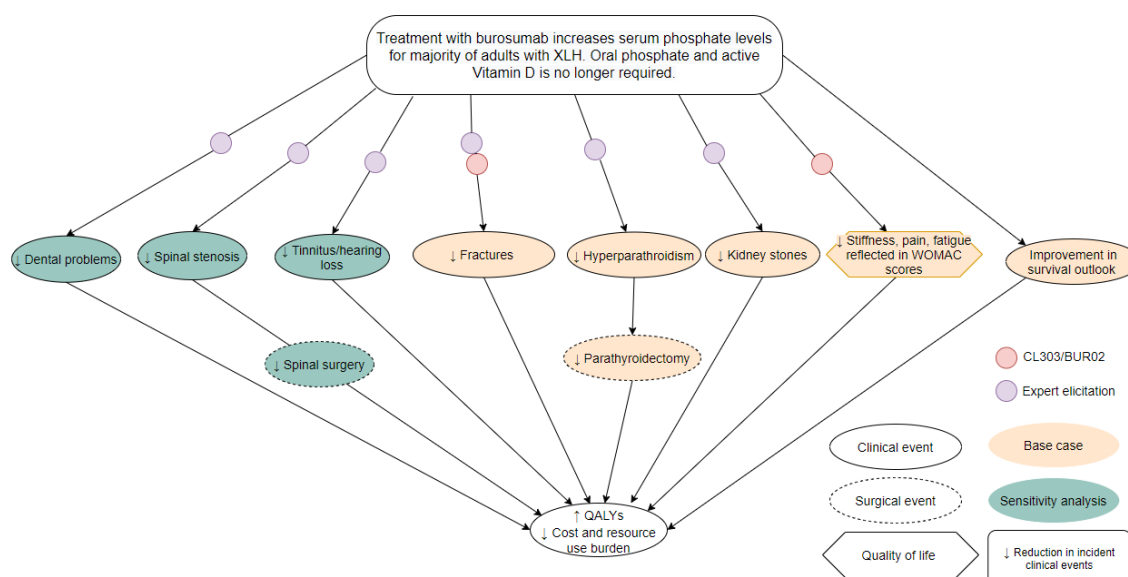 Treatment with burosumab increases serum phosphate levels
for majority of adults with XLH. Oral phosphate and active
Vitamin D is no longer required.
↓ Dental problems
↓ Spinal stenosis
↓ Tinnitus/hearing
loss
↓ Fractures
↓ Hyperparathroidism
↓ Kidney stones
↓ Stiffness, pain, fatigue
reflected in WOMAC
scores
Improvement in
survival outlook
↓ Spinal surgery
↓ Parathyroidectomy
↑ QALYs
↓ Cost and resource
use burden
CL303/BUR02
Expert elicitation
Clinical event
Base case
Surgical event
Sensitivity analysis
Quality of life
↓ Reduction in incident
clinical events